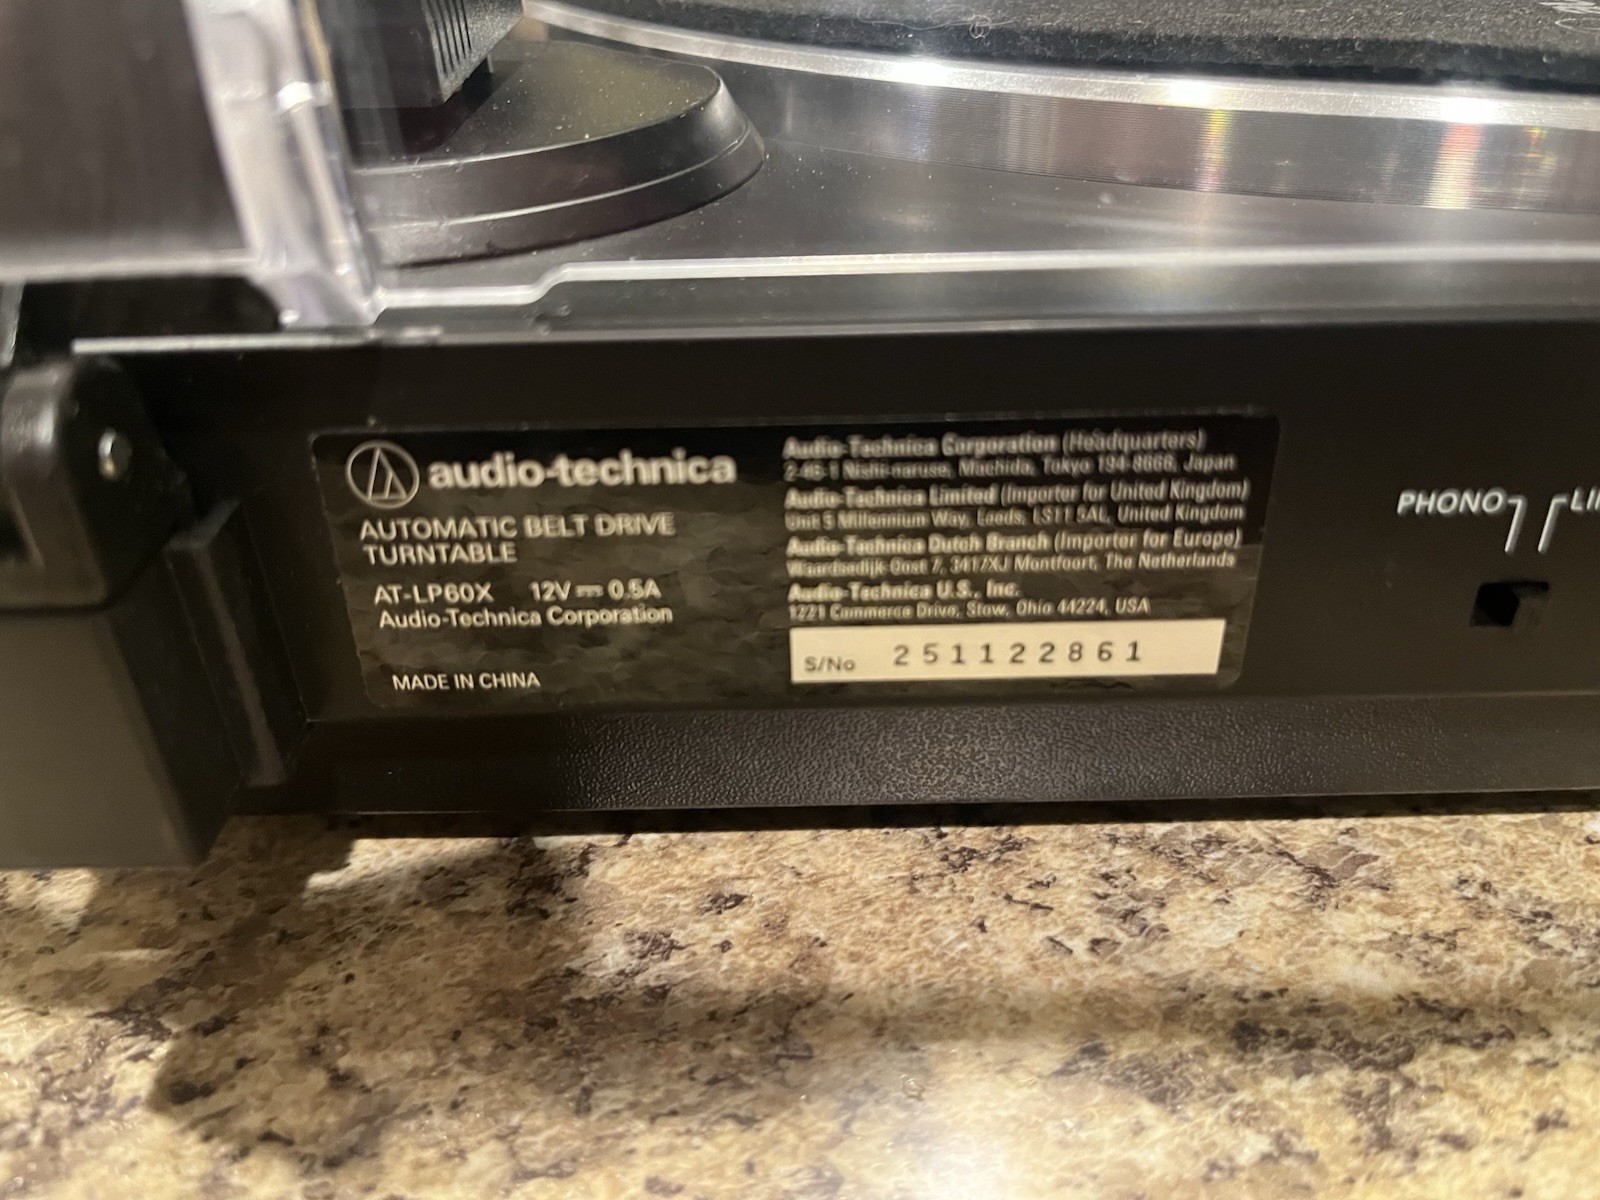 audio-technica
AUTOMATIC BELT DRIVE
TURNTABLE
AT-LP60X 12V ⎓ 0.5A
Audio-Technica Corporation
MADE IN CHINA
Audio-Technica Corporation (Headquarters)
2-46-1 Nishi-naruse, Machida, Tokyo 194-8666, Japan
Audio-Technica Limited (Importer for United Kingdom)
Unit 5 Millennium Way, Leeds, LS11 5AL, United Kingdom
Audio-Technica Dutch Branch (Importer for Europe)
Waardsedijk Oost 7, 3417XJ Montfoort, The Netherlands
Audio-Technica U.S., Inc.
1221 Commerce Drive, Stow, Ohio 44224, USA
S/No 251122861
PHONO